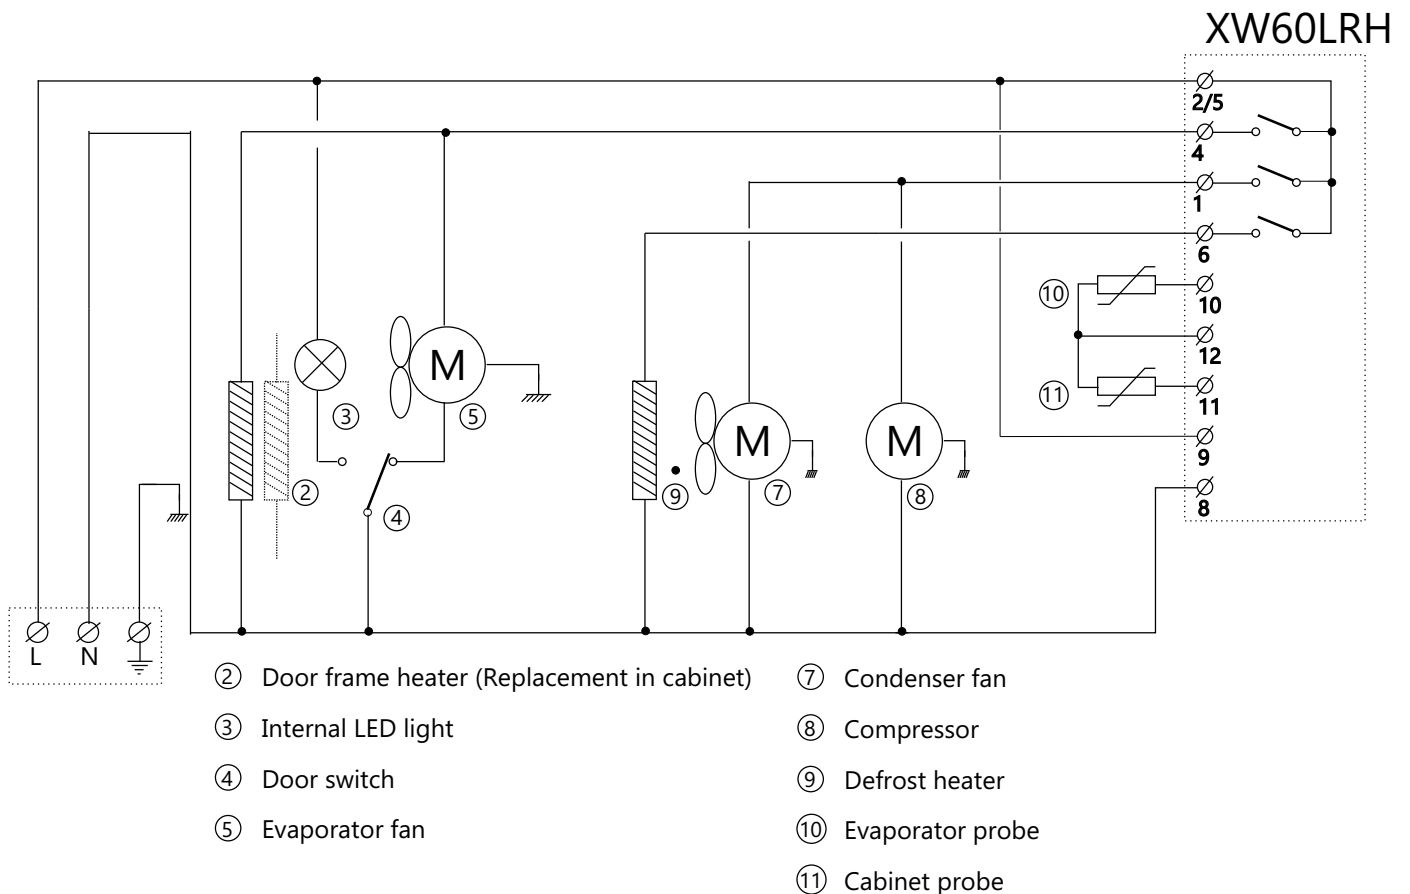 XW60LRH
2/5
4
1
6
10
10
12
11
11
9
8
M
3
5
M
M
2
9
7
8
4
L N
2 Door frame heater (Replacement in cabinet)
3 Internal LED light
4 Door switch
5 Evaporator fan
7 Condenser fan
8 Compressor
9 Defrost heater
10 Evaporator probe
11 Cabinet probe